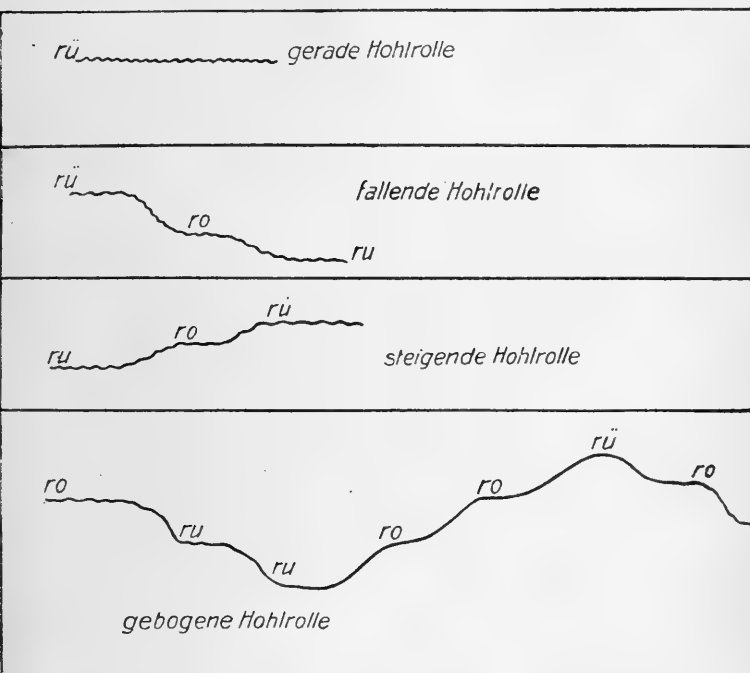 rü gerade Hohlrolle
rü
fallende Hohlrolle
ro
ru
rü
ro
ru
steigende Hohlrolle
rü
ro
ro
ro
ru
ro
ru
gebogene Hohlrolle